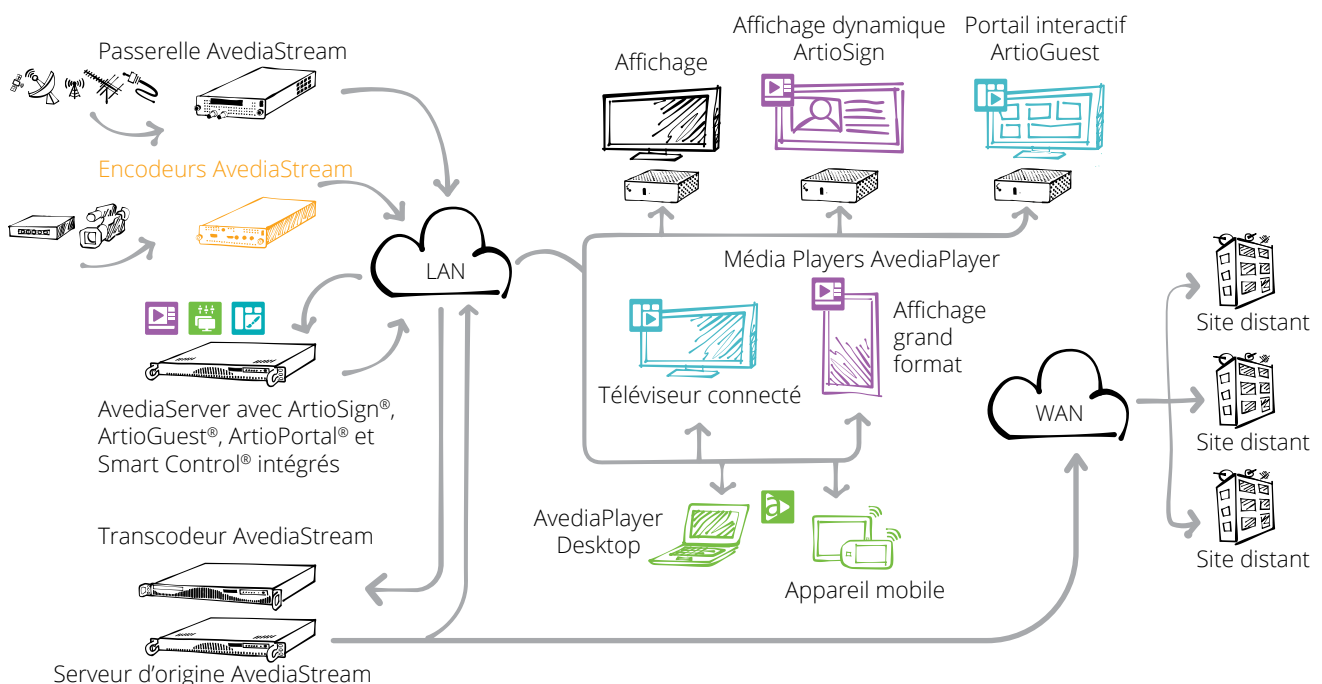 Passerelle AvediaStream
Encodeurs AvediaStream
LAN
AvediaServer avec ArtioSign®,
ArtioGuest®, ArtioPortal® et
Smart Control® intégrés
Transcodeur AvediaStream
Serveur d'origine AvediaStream
Affichage
Affichage dynamique
ArtioSign
Portail interactif
ArtioGuest
Média Players AvediaPlayer
Téléviseur connecté
Affichage
grand
format
AvediaPlayer
Desktop
a
Appareil mobile
WAN
Site distant
Site distant
Site distant